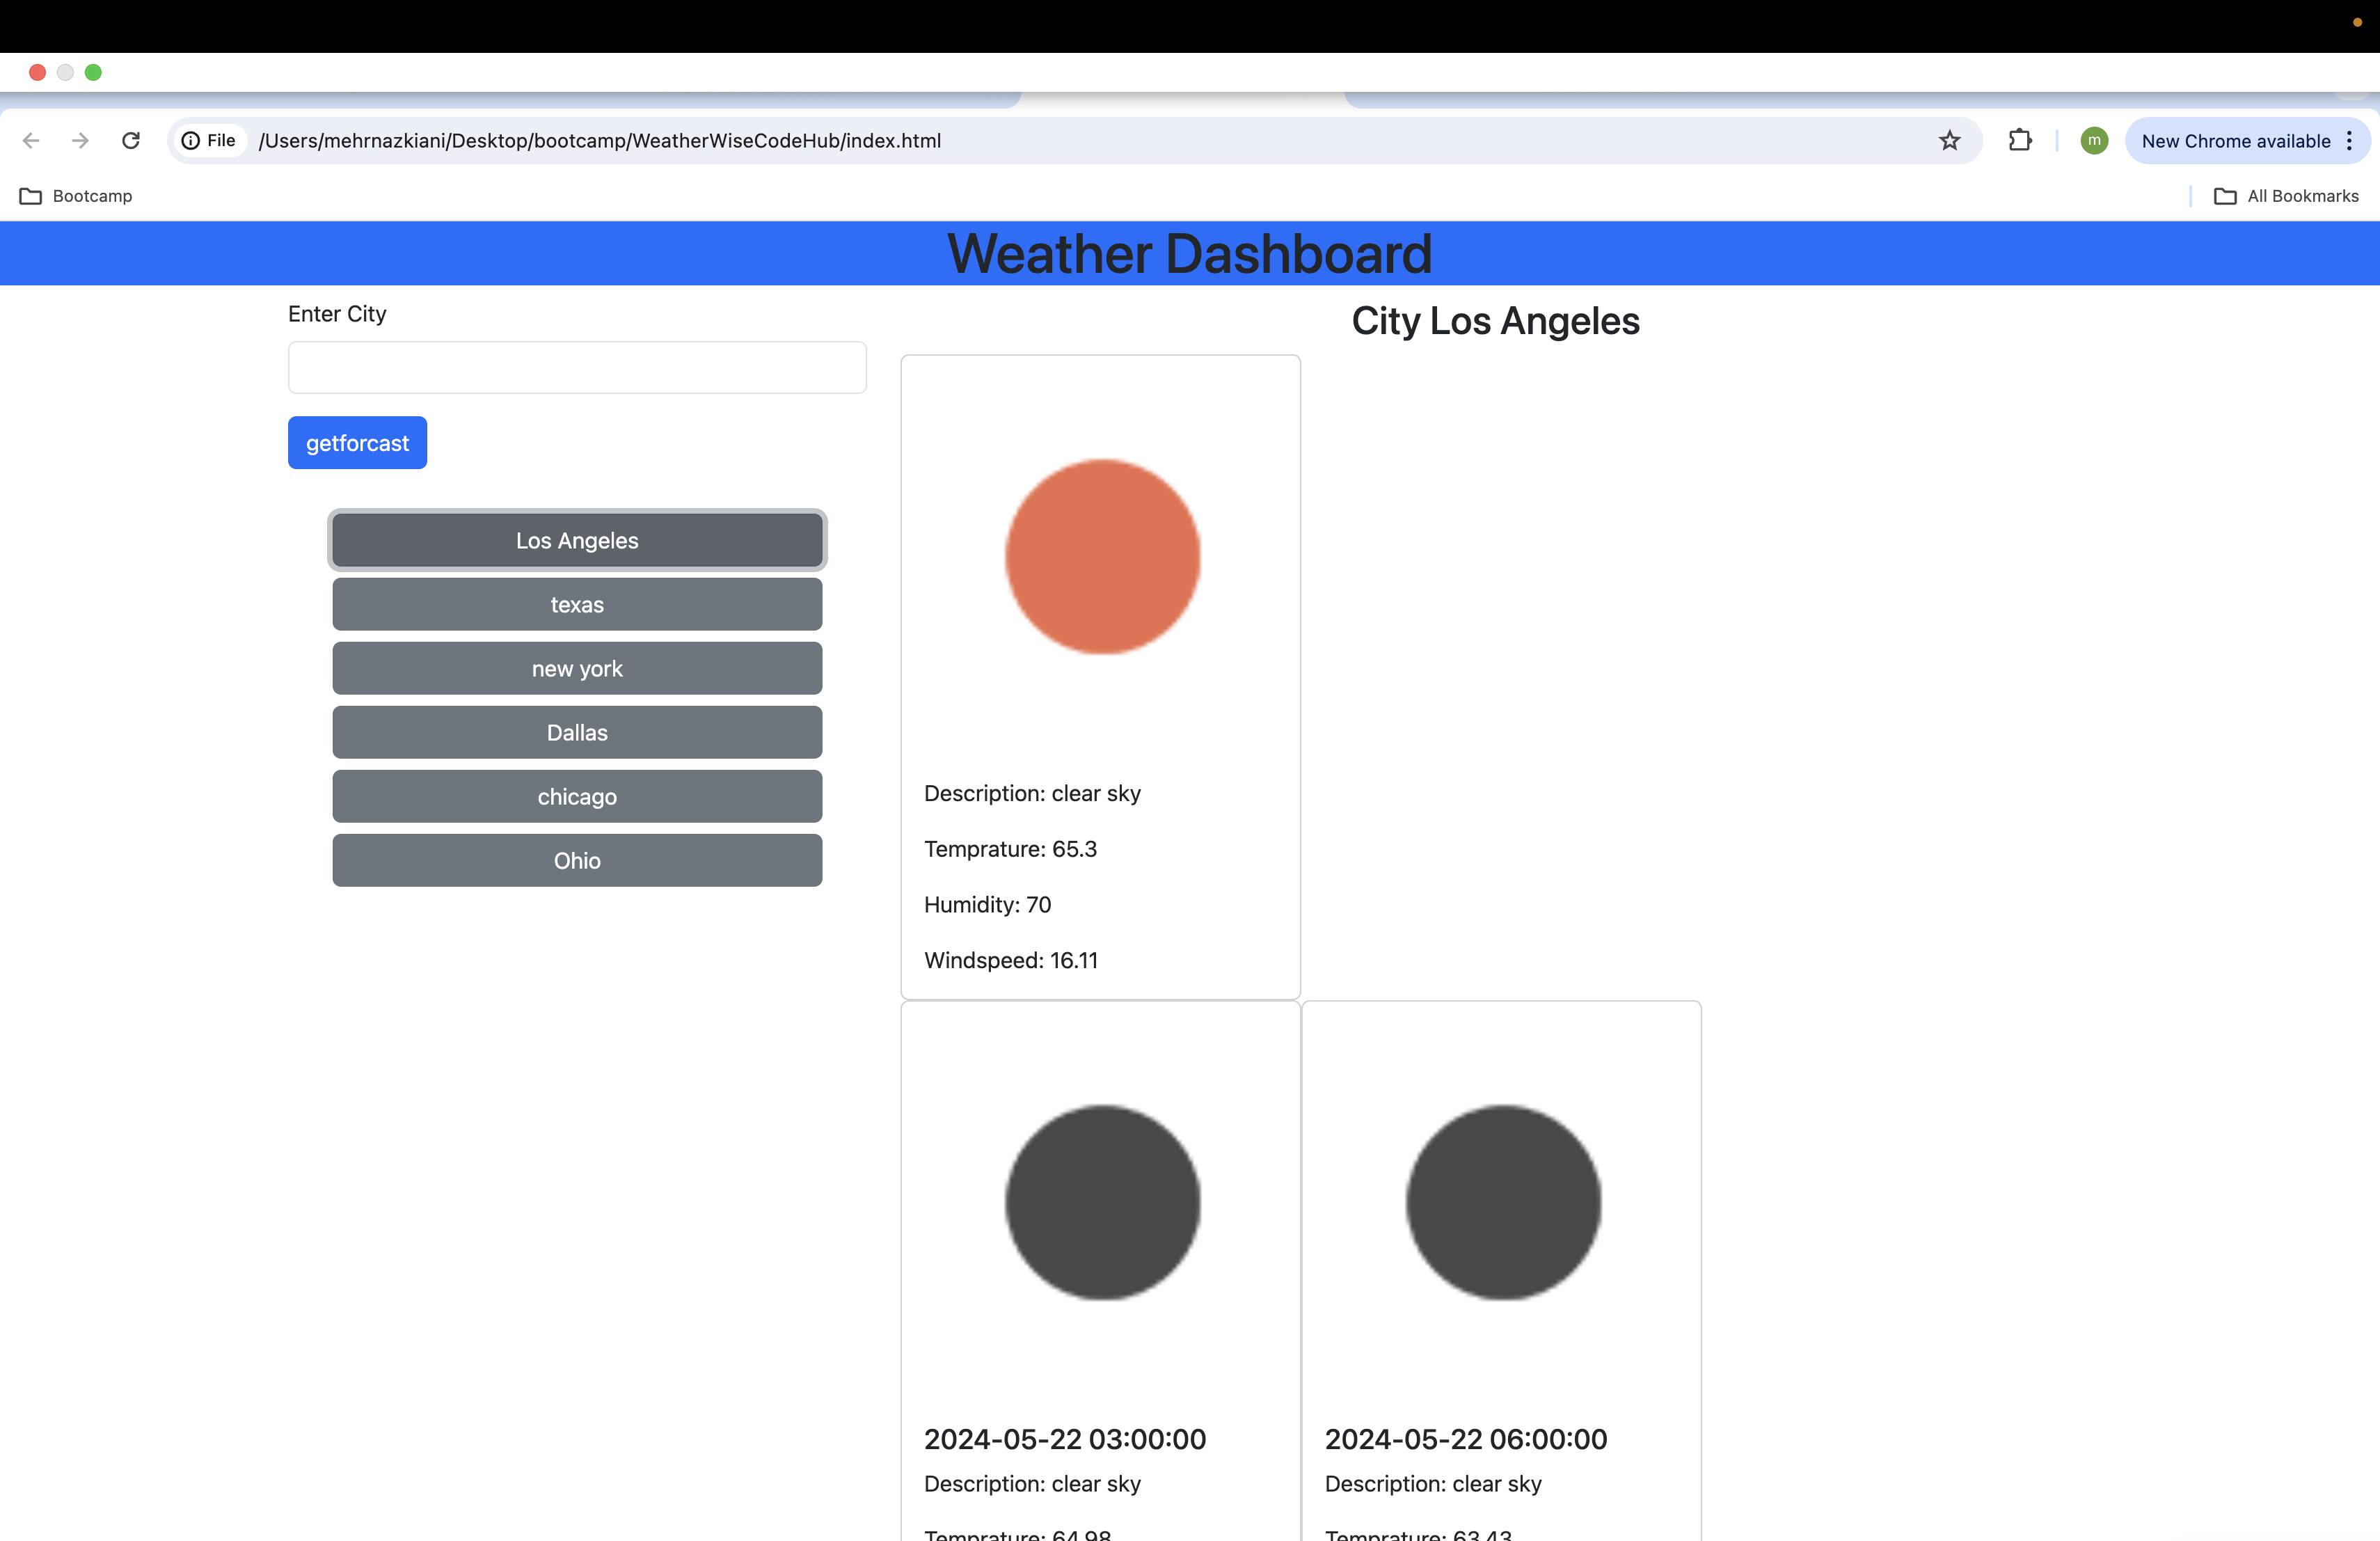 File /Users/mehrnazkiani/Desktop/bootcamp/WeatherWiseCodeHub/index.html
m
New Chrome available
Bootcamp
All Bookmarks
Weather Dashboard
Enter City
getforcast
Los Angeles
texas
new york
Dallas
chicago
Ohio
City Los Angeles
Description: clear sky
Temprature: 65.3
Humidity: 70
Windspeed: 16.11
2024-05-22 03:00:00
Description: clear sky
Temprature: 64.98
2024-05-22 06:00:00
Description: clear sky
Temprature: 63.43